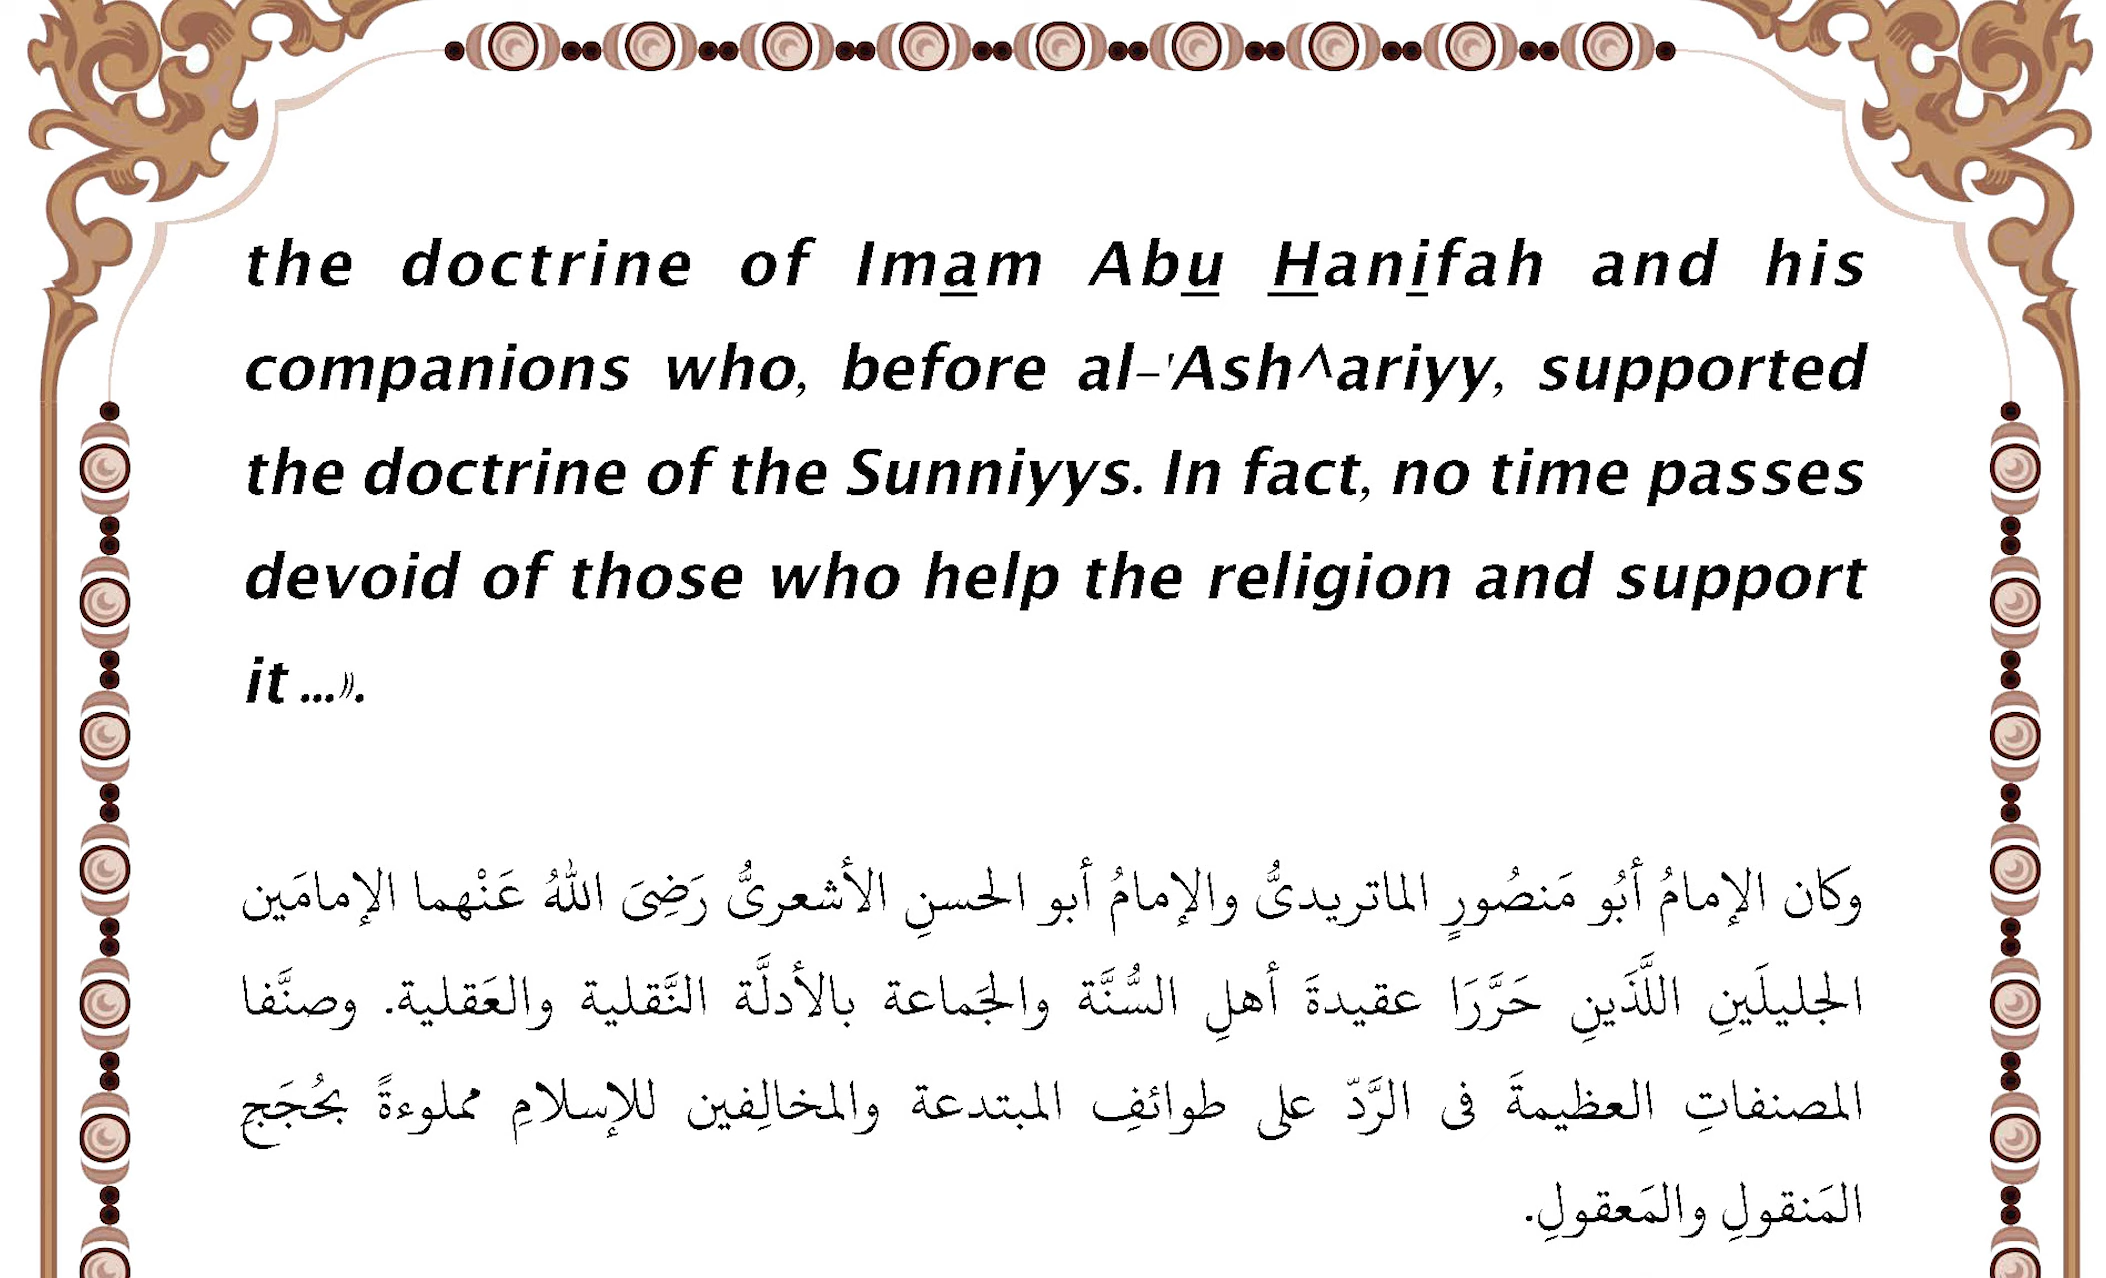 the doctrine of Imam Abu Hanifah and his
companions who, before al-'Ash^ariyy, supported
the doctrine of the Sunniyys. In fact, no time passes
devoid of those who help the religion and support
it ...».
وكان الإمامُ أبُو مَنصُورٍ الماتريدىُّ والإمامُ أبو الحسنِ الأشعرىُّ رَضِىَ اللهُ عَنْهما الإمامَين
الجليلَينِ اللَّذَينِ حَرَّرَا عقيدةَ أهلِ السُّنَّة والجَماعة بالأدلَّة النَّقلية والعَقلية. وصنَّفا
المصنفاتِ العظيمةَ فى الرَّدّ على طوائفِ المبتدعة والمخالِفين للإسلامِ مملوءةً بحُجَجِ
المَنقولِ والمَعقولِ.